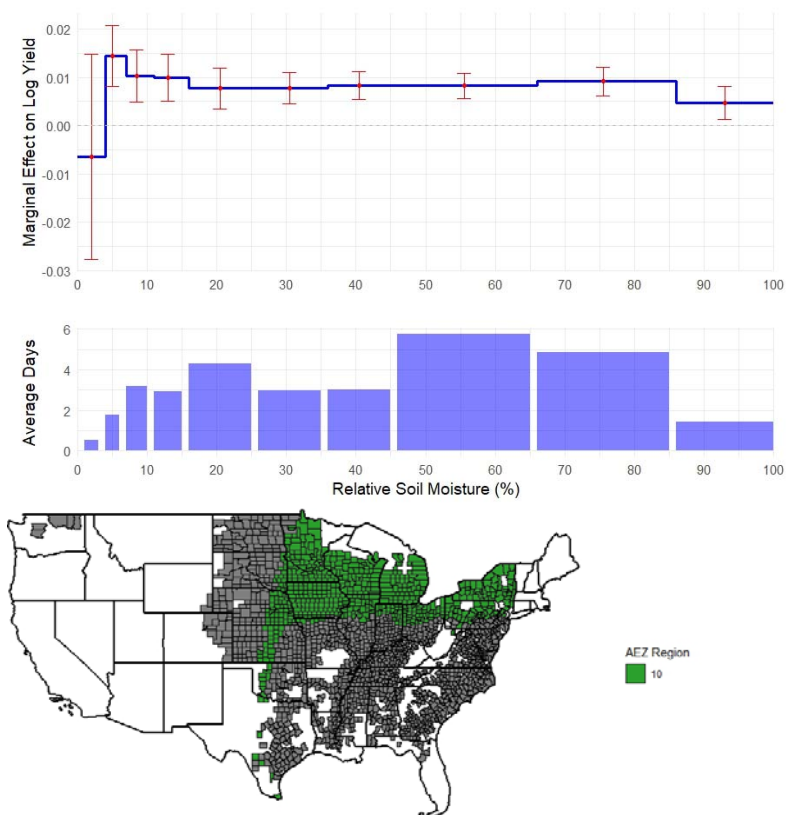 Marginal Effect on Log Yield
0.02
0.01
0.00
-0.01
-0.02
-0.03
0 10 20 30 40 50 60 70 80 90 100
Average Days
6
4
2
0
0 10 20 30 40 50 60 70 80 90 100
Relative Soil Moisture (%)
AEZ Region
10